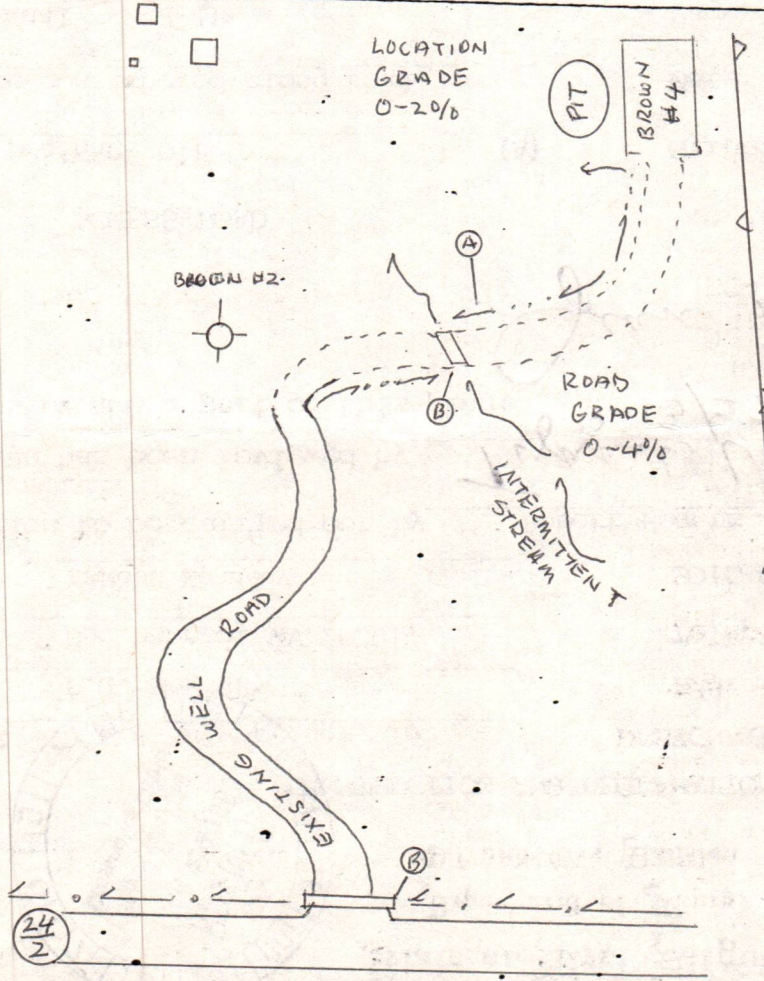 LOCATION
GRADE
0-2%
PIT
BROWN
#4
A
BROWN #2
B
ROAD
GRADE
0-4%
INTERMITTENT
STREAM
EXISTING WELL ROAD
B
24
2